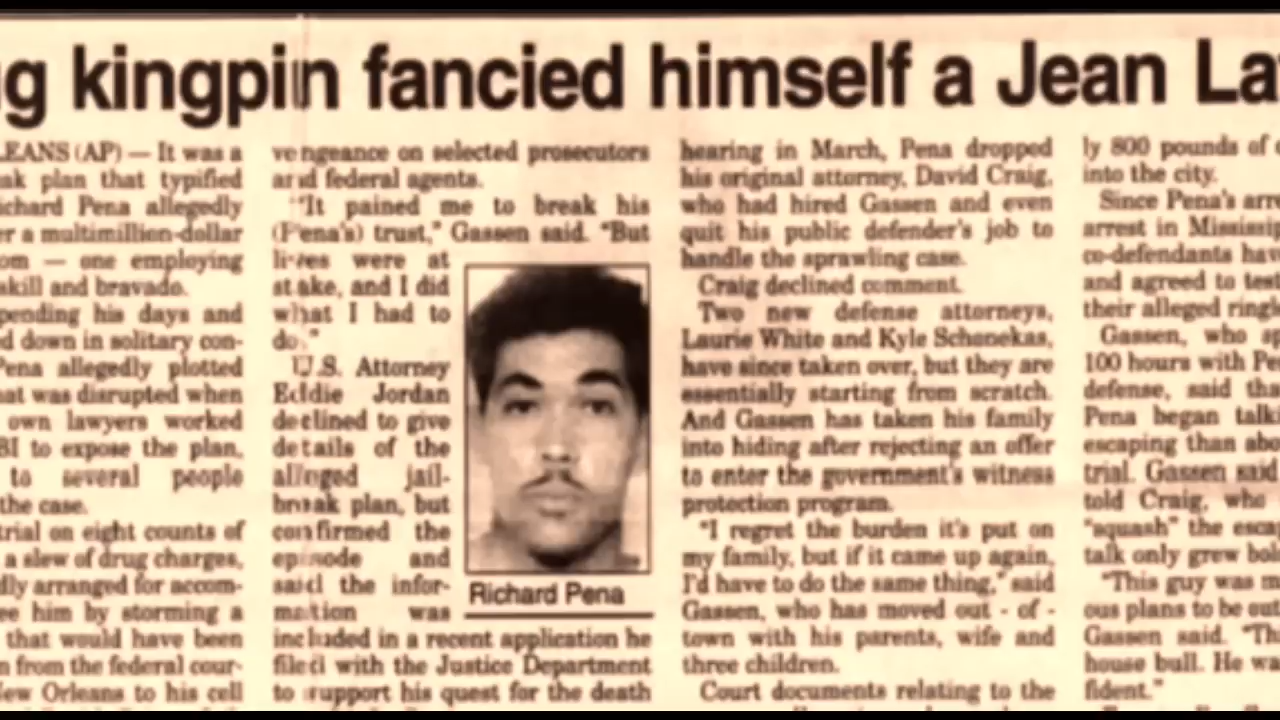 ug kingpin fancied himself a Jean La
LEANS (AP) — It was a
ak plan that typified
ichard Pena allegedly
er a multimillion-dollar
om — one employing
skill and bravado.
pending his days and
d down in solitary con-
Pena allegedly plotted
hat was disrupted when
own lawyers worked
BI to expose the plan,
to several people
the case.
trial on eight counts of
a slew of drug charges,
dly arranged for accom-
ee him by storming a
that would have been
n from the federal cour-
New Orleans to his cell
vengeance on selected prosecutors
and federal agents.
"It pained me to break his
(Pena's) trust," Gassen said. "But
lives were at
stake, and I did
what I had to
do."
U.S. Attorney
Eddie Jordan
declined to give
details of the
alleged jail-
break plan, but
confirmed the
episode and
said the infor-
mation was
included in a recent application he
filed with the Justice Department
to support his quest for the death
Richard Pena
hearing in March, Pena dropped
his original attorney, David Craig,
who had hired Gassen and even
quit his public defender's job to
handle the sprawling case.
Craig declined comment.
Two new defense attorneys,
Laurie White and Kyle Schonekas,
have since taken over, but they are
essentially starting from scratch.
And Gassen has taken his family
into hiding after rejecting an offer
to enter the government's witness
protection program.
"I regret the burden it's put on
my family, but if it came up again,
I'd have to do the same thing," said
Gassen, who has moved out - of -
town with his parents, wife and
three children.
Court documents relating to the
ly 800 pounds of
into the city.
Since Pena's arre
arrest in Mississip
co-defendants hav
and agreed to test
their alleged ringl
Gassen, who sp
100 hours with Pe
defense, said tha
Pena began talki
escaping than abo
trial. Gassen said
told Craig, who
"squash" the esca
talk only grew bol
"This guy was m
ous plans to be out
Gassen said. "Th
house bull. He wa
fident."